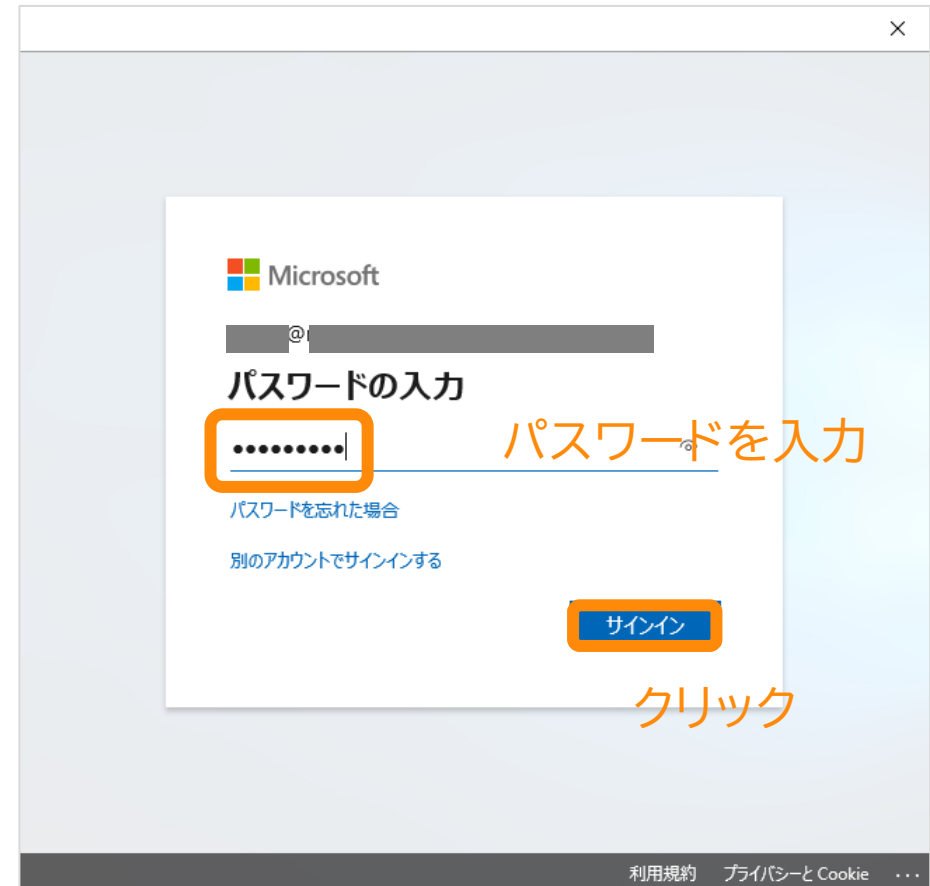 Microsoft
@
パスワードの入力
•••••••••
パスワードを入力
パスワードを忘れた場合
別のアカウントでサインインする
サインイン
クリック
利用規約 プライバシーと Cookie ...